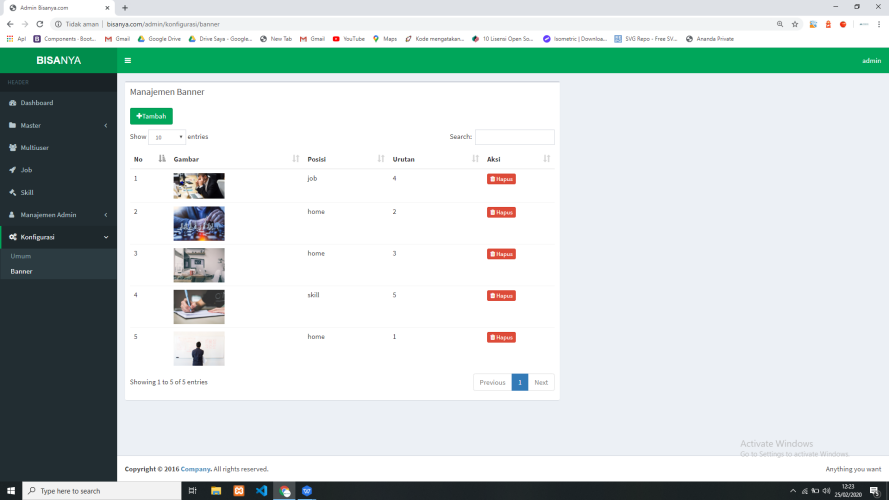 Admin Bisanya.com
Tidak aman | bisanya.com/admin/konfigurasi/banner
Apl Components · Boot... Gmail Google Drive Drive Saya - Google... New Tab Gmail YouTube Maps Kode mengatakan... 10 Lisensi Open So... Isometric | Downloa... SVG Repo - Free SV... Ananda Private
BISANYA
admin
HEADER
Dashboard
Master
Multiuser
Job
Skill
Manajemen Admin
Konfigurasi
Umum
Banner
Manajemen Banner
Tambah
Show 10 entries
Search:
No Gambar Posisi Urutan Aksi
1 job 4 Hapus
2 home 2 Hapus
3 home 3 Hapus
4 skill 5 Hapus
5 home 1 Hapus
Showing 1 to 5 of 5 entries
Previous 1 Next
Activate Windows
Go to Settings to activate Windows.
Copyright © 2016 Company. All rights reserved.
Anything you want
Type here to search
12:23
25/02/2020